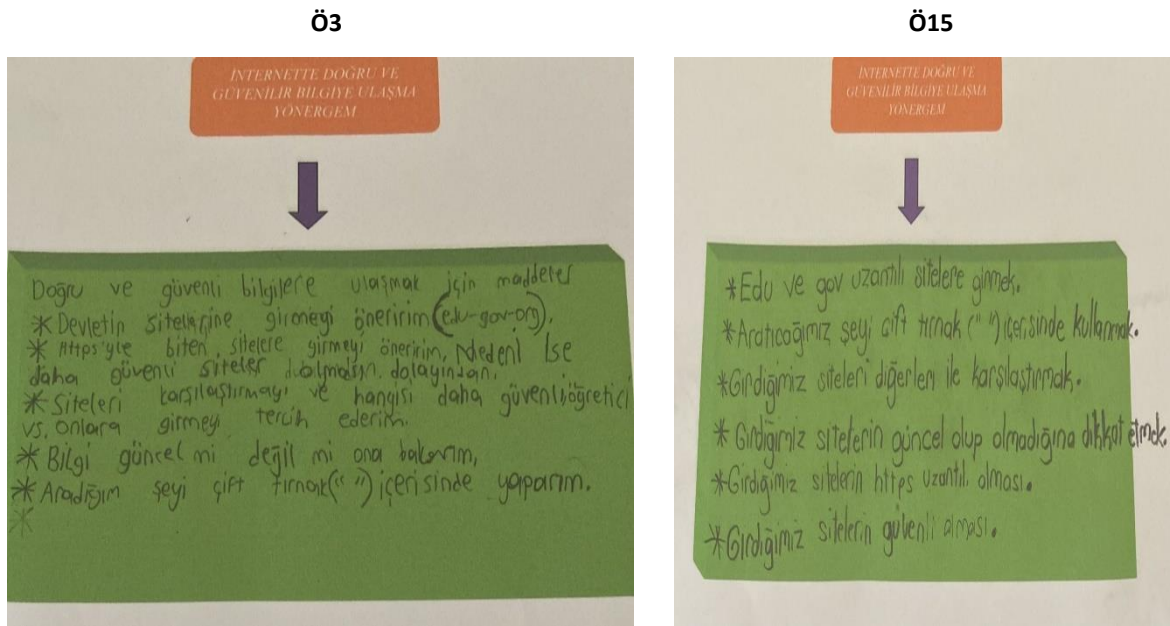 Ö3
İNTERNETTE DOĞRU VE
GÜVENİLİR BİLGİYE ULAŞMA
YÖNERGEM
Doğru ve güvenli bilgilere ulaşmak için maddeler
* Devletin sitelerine girmeyi öneririm (edu-gov-org).
* Https'yle biten sitelere girmeyi öneririm, Nedeni İse
daha güvenli siteler dolayından,
* Siteleri karşılaştırmayı ve hangisi daha güvenli, öğretici
vs. onlara girmeyi tercih ederim.
* Bilgi güncel mi değil mi ona bakarım,
* Aradığım şeyi çift tırnak(" ") içerisinde yaparım.
*
Ö15
İNTERNETTE DOĞRU VE
GÜVENİLİR BİLGİYE ULAŞMA
YÖNERGEM
*Edu ve gov uzantılı sitelere girmek.
*Aratıcağımız şeyi çift tırnak (" ") içersinde kullanmak.
*Girdiğimiz siteleri diğerleri ile karşılaştırmak.
* Girdiğimiz sitelerin güncel olup olmadığına dikkat etmek.
*Girdiğimiz sitelerin https uzantılı olması.
*Girdiğimiz sitelerin güvenli olması.